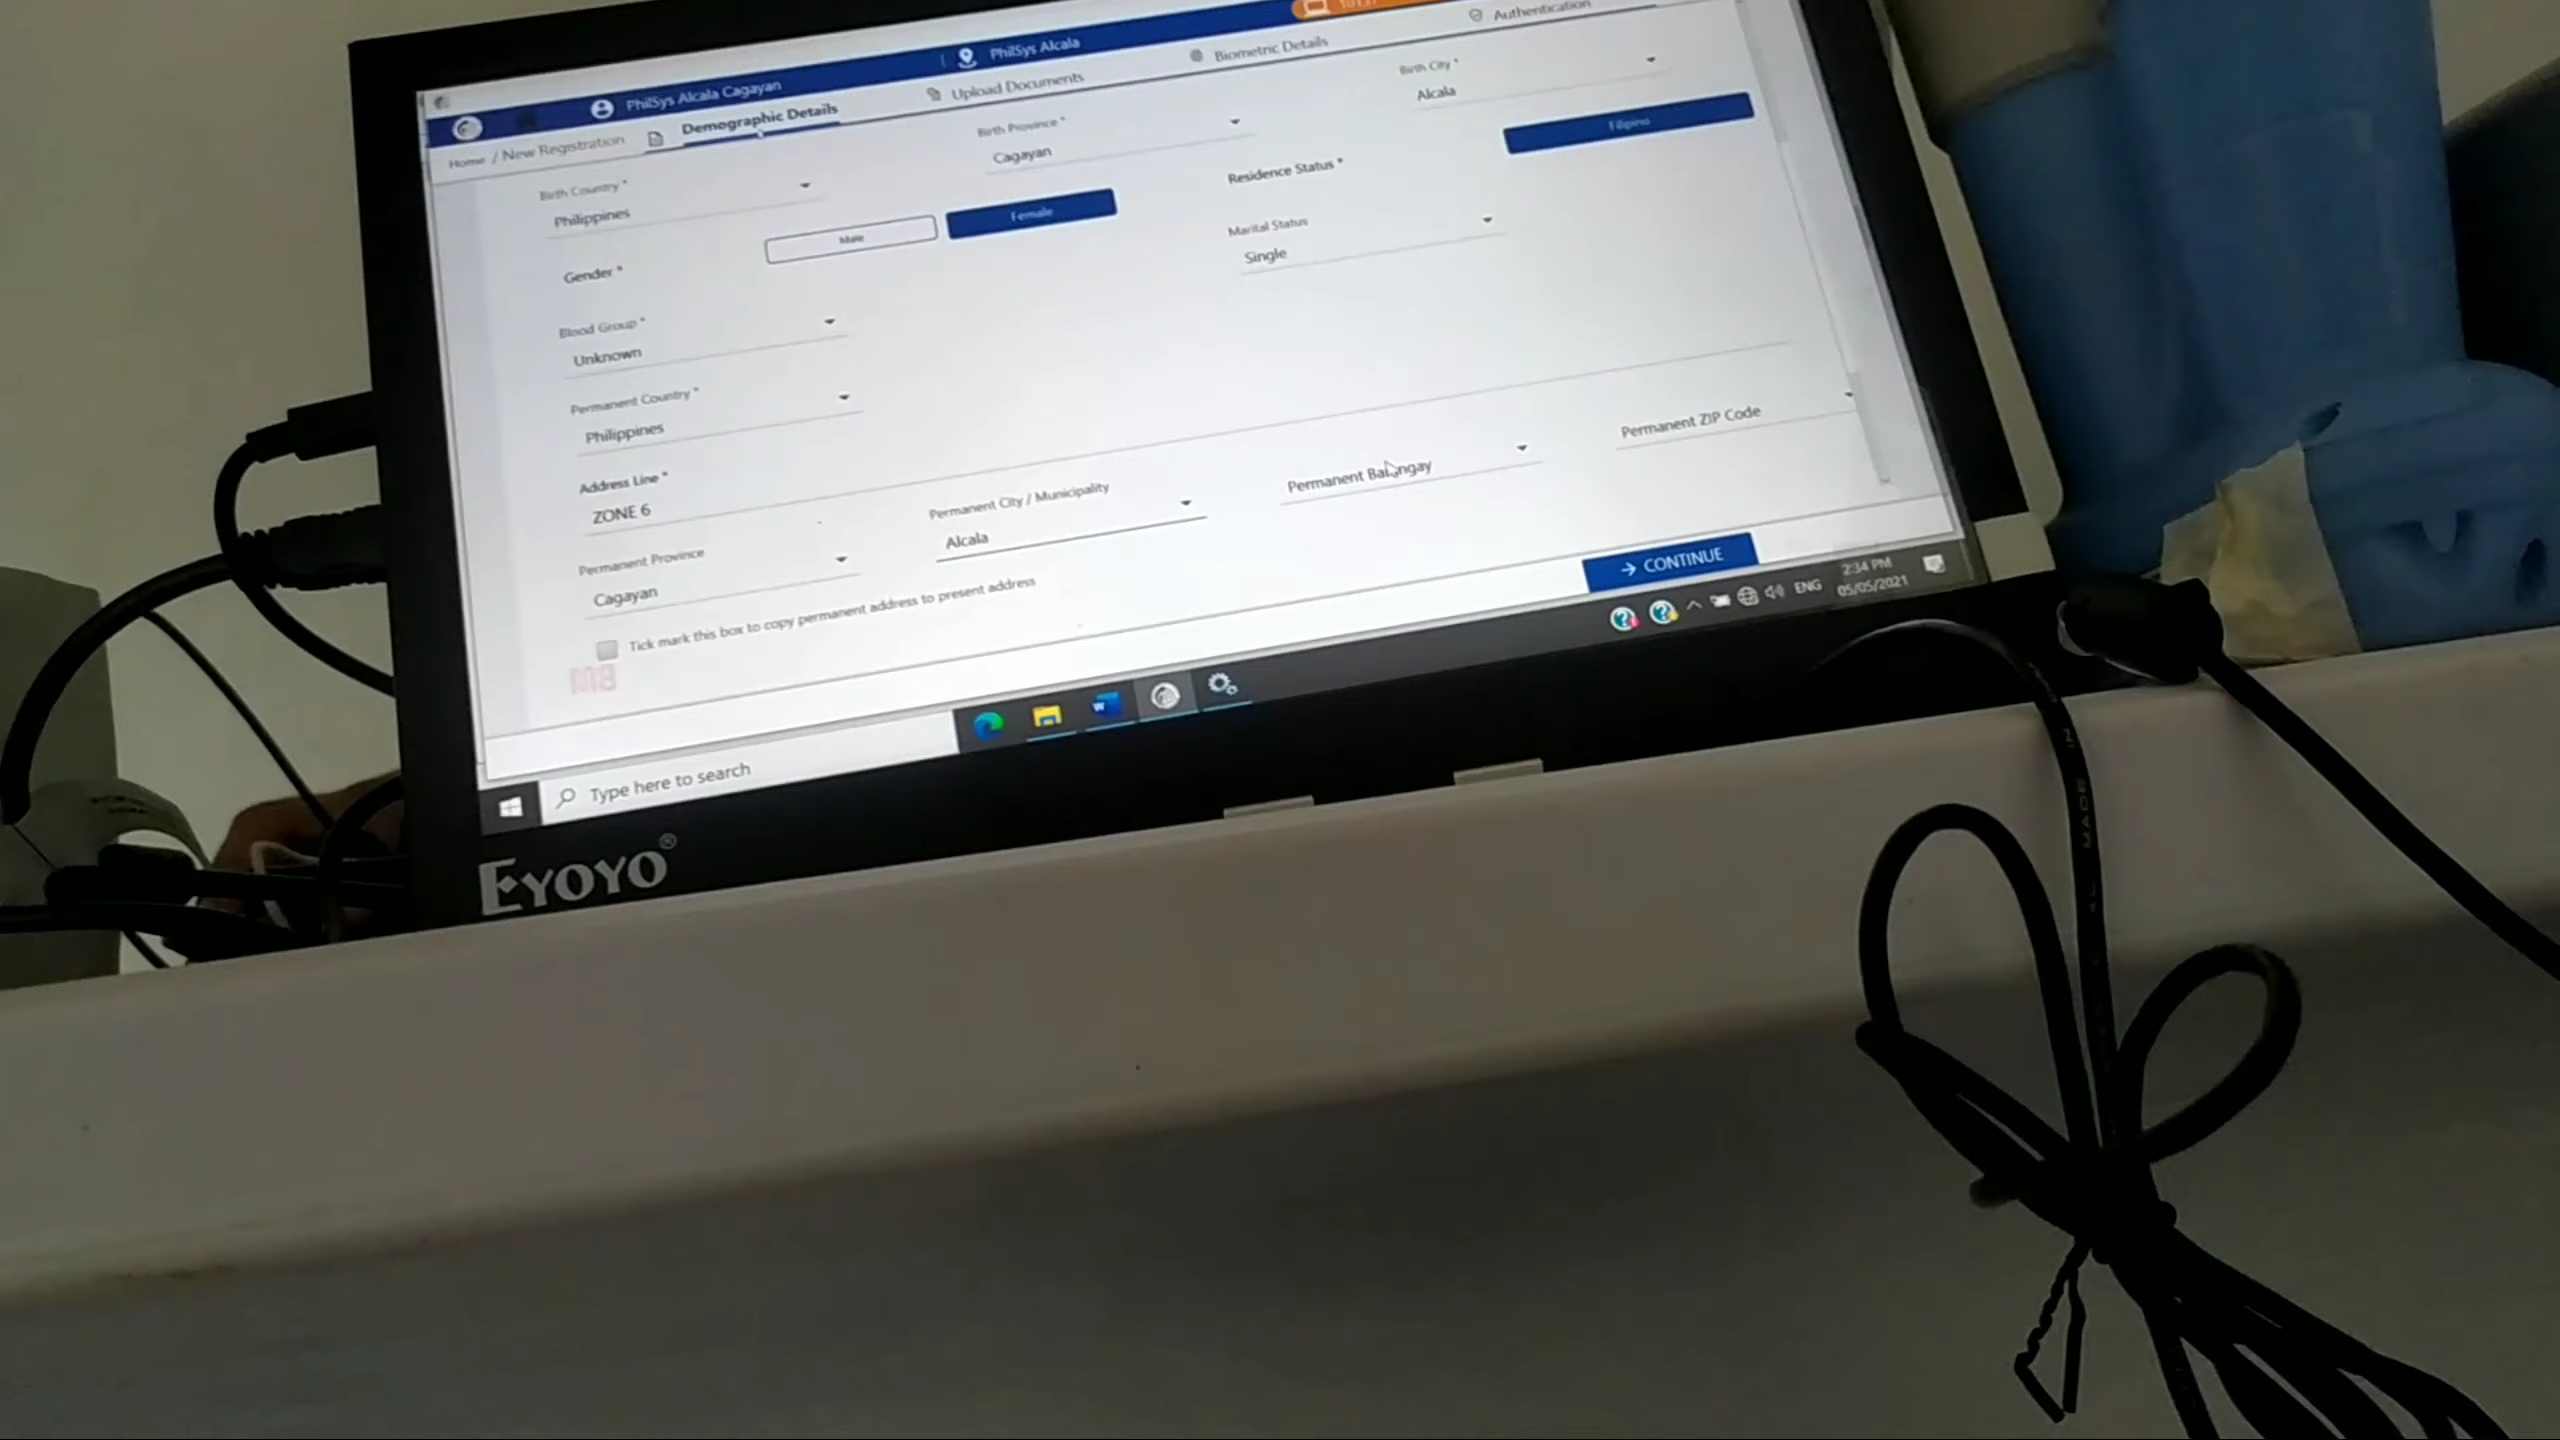 PhilSys Alcala Cagayan
PhilSys Alcala
Home / New Registration
Demographic Details
Upload Documents
Biometric Details
Authentication
Birth Country *
Philippines
Birth Province *
Cagayan
Birth City *
Alcala
Gender *
Male
Female
Residence Status *
Filipino
Marital Status
Single
Blood Group *
Unknown
Permanent Country *
Philippines
Address Line *
ZONE 6
Permanent Province
Cagayan
Permanent City / Municipality
Alcala
Permanent Barangay
Permanent ZIP Code
Tick mark this box to copy permanent address to present address
CONTINUE
Type here to search
ENG
2:34 PM
05/05/2021
EYOYO®
MADE